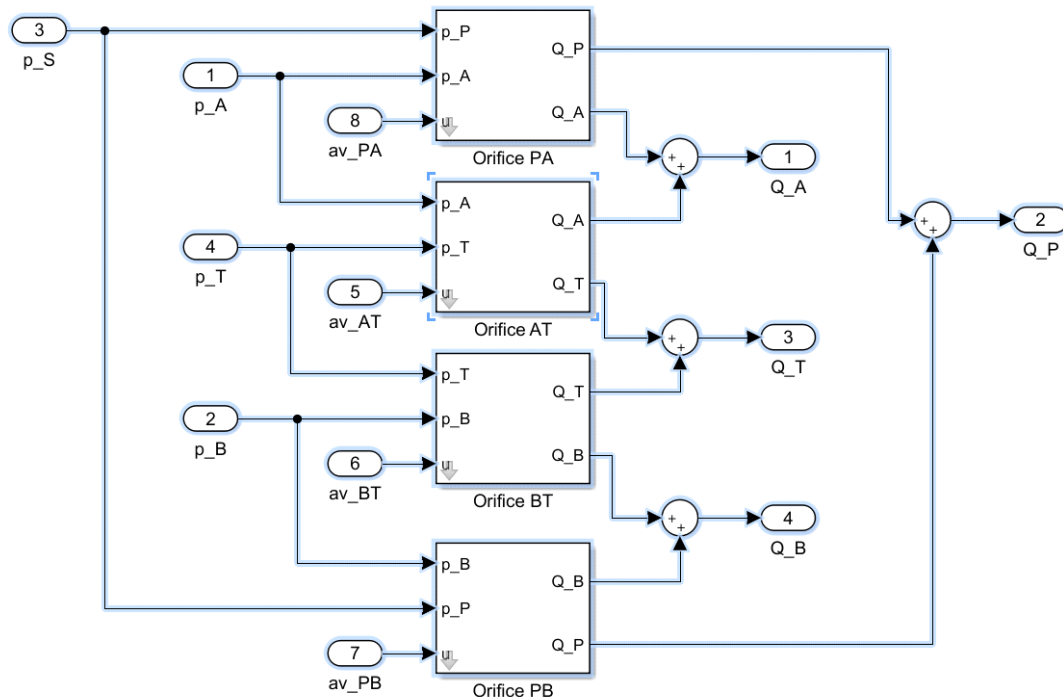 3
p_S
1
p_A
8
av_PA
p_P
p_A
u
Q_P
Q_A
Orifice PA
1
Q_A
p_A
p_T
u
Q_A
Q_T
Orifice AT
4
p_T
5
av_AT
2
Q_P
3
Q_T
p_T
p_B
u
Q_T
Q_B
Orifice BT
2
p_B
6
av_BT
4
Q_B
p_B
p_P
u
Q_B
Q_P
Orifice PB
7
av_PB
+
+
+
+
+
+
+
+